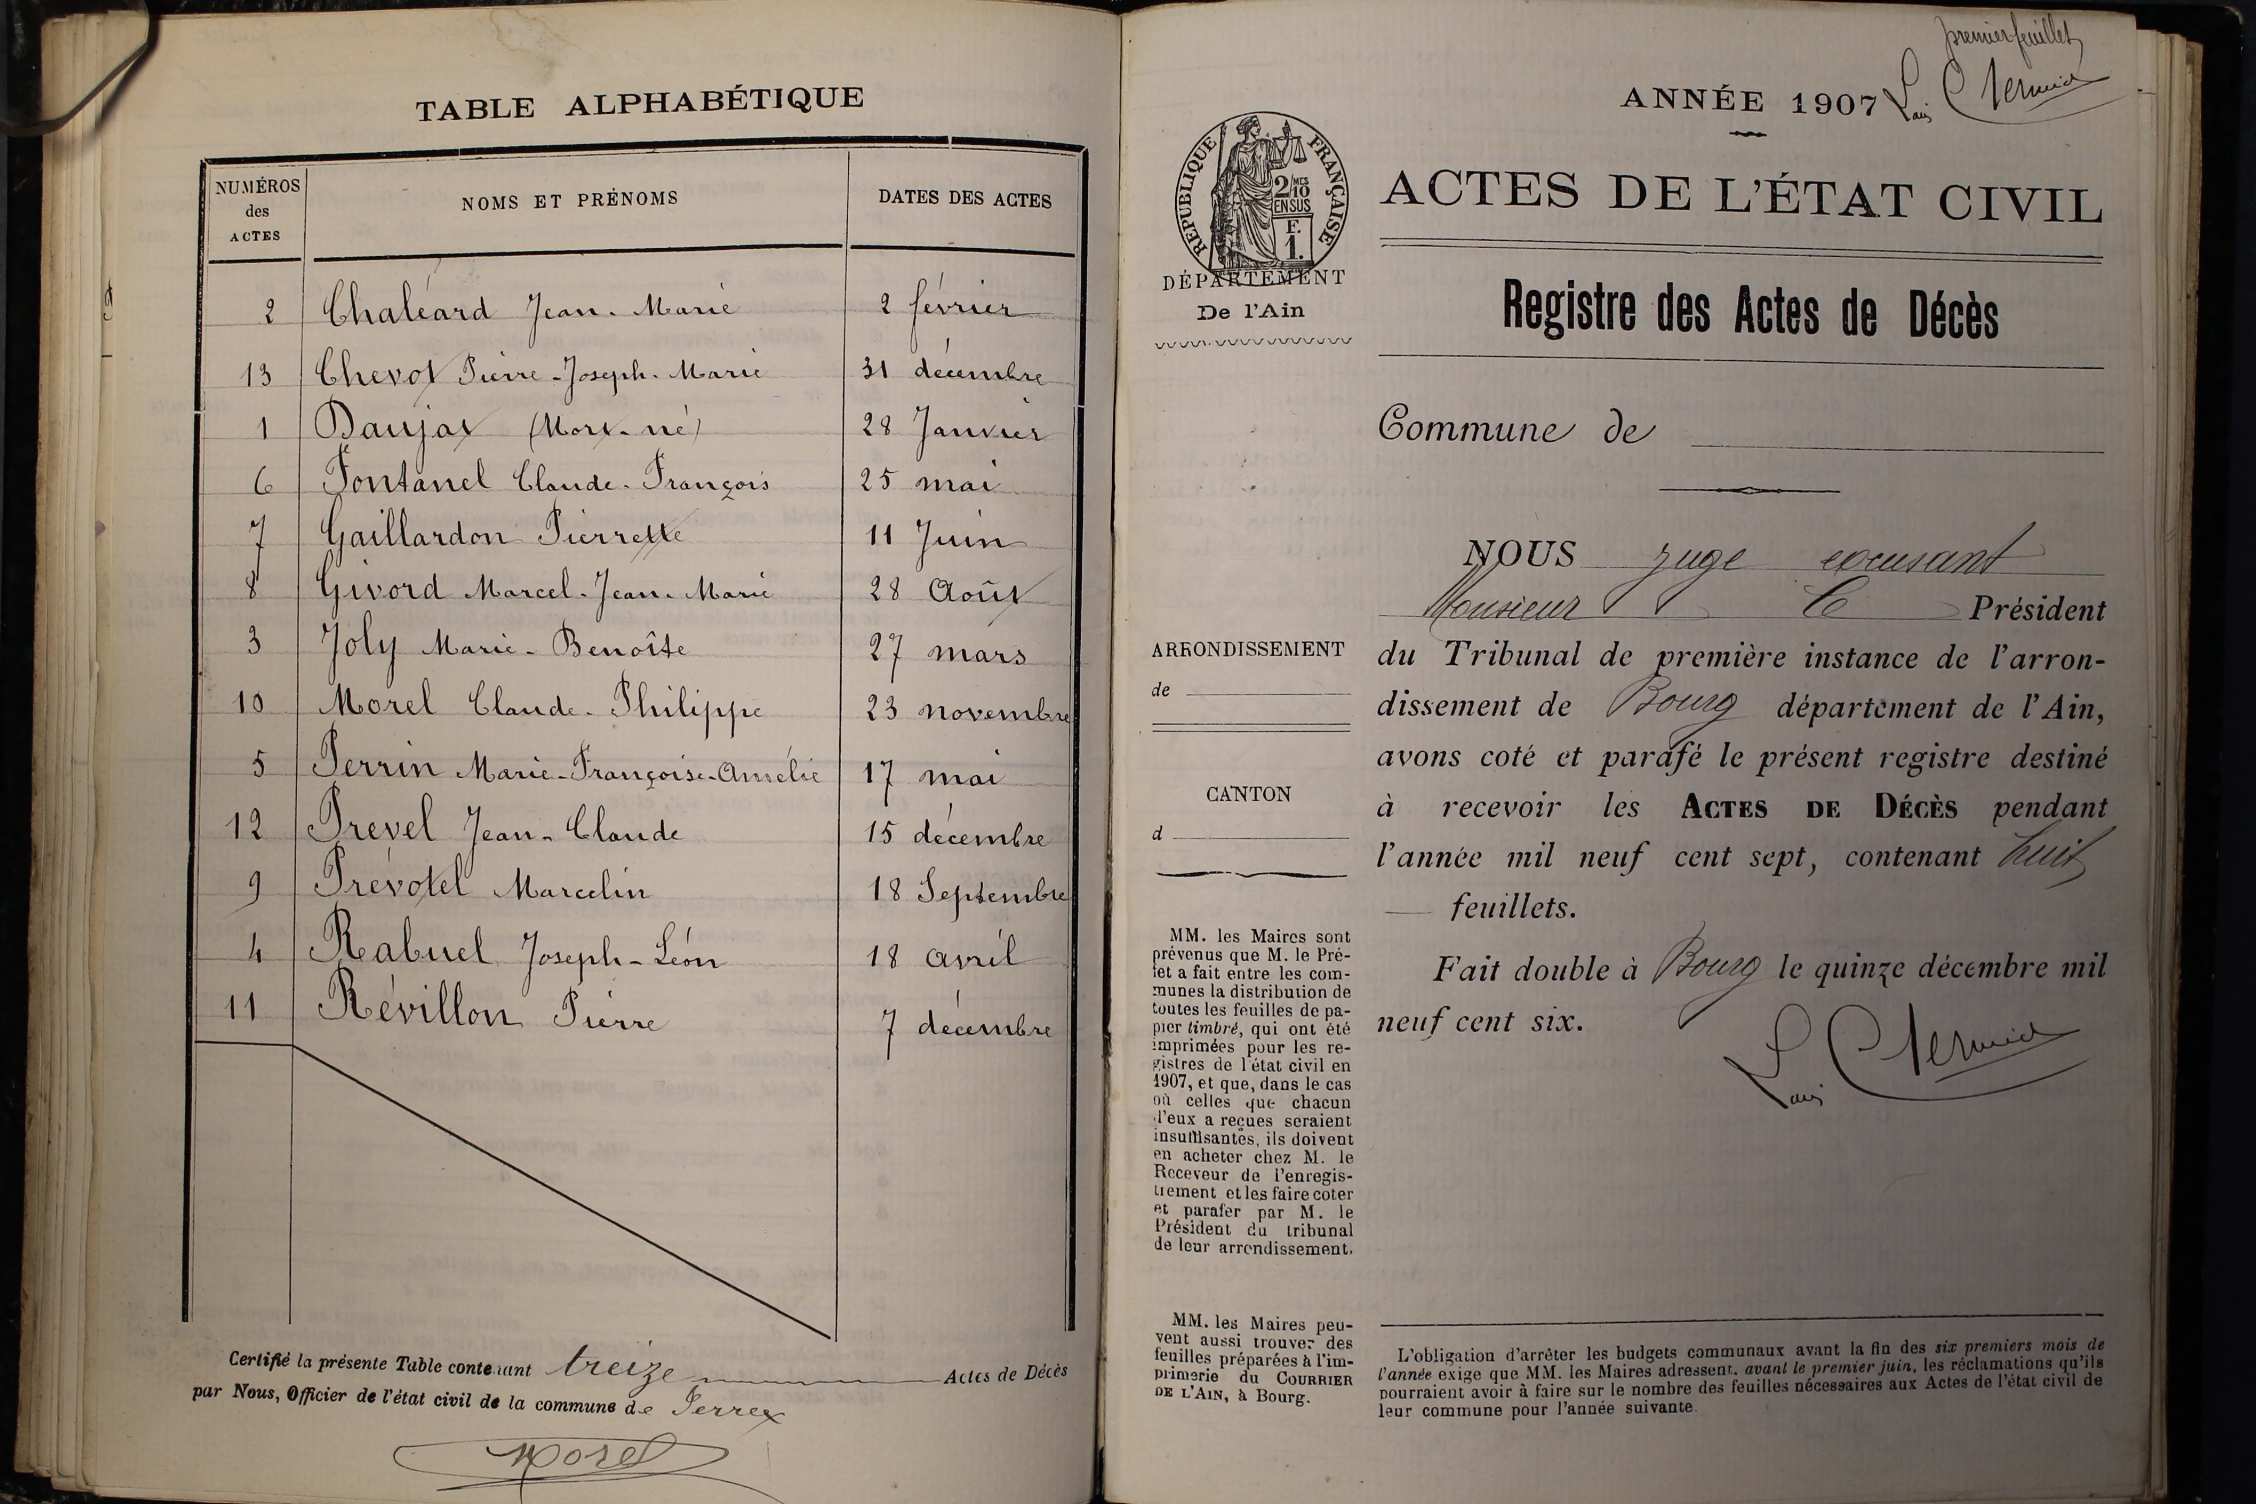 TABLE ALPHABÉTIQUE
NUMÉROS des ACTES NOMS ET PRÉNOMS DATES DES ACTES
2 Chaléard Jean-Marie 2 février
13 Chevot Pierre-Joseph-Marie 31 décembre
1 Daujat (Mort-né) 28 Janvier
6 Fontanel Claude-François 25 mai
7 Gaillardon Pierrette 11 Juin
8 Givord Marcel-Jean-Marie 28 Août
3 Joly Marie-Benoîte 27 mars
10 Morel Claude-Philippe 23 novembre
5 Perrin Marie-Françoise-Amélie 17 mai
12 Prevel Jean-Claude 15 décembre
9 Prévotel Marcelin 18 Septembre
4 Rabuel Joseph-Léon 18 avril
11 Révillon Pierre 7 décembre
Certifié la présente Table contenant treize Actes de Décès
par Nous, Officier de l'état civil de la commune de Perrex
Morel
premier feuillet
ANNÉE 1907
RÉPUBLIQUE FRANÇAISE
2/10 MES
EN SUS
F.
1.
DÉPARTEMENT
De l'Ain
ACTES DE L'ÉTAT CIVIL
Registre des Actes de Décès
Commune de
NOUS juge excusant
Monsieur Président
du Tribunal de première instance de l'arron-
dissement de Bourg département de l'Ain,
avons coté et parafé le présent registre destiné
à recevoir les ACTES DE DÉCÈS pendant
l'année mil neuf cent sept, contenant huit
feuillets.
Fait double à Bourg le quinze décembre mil
neuf cent six.
ARRONDISSEMENT
de
CANTON
d
MM. les Maires sont
prévenus que M. le Pré-
fet a fait entre les com-
munes la distribution de
toutes les feuilles de pa-
pier timbré, qui ont été
imprimées pour les re-
gistres de l'état civil en
1907, et que, dans le cas
où celles que chacun
d'eux a reçues seraient
insuffisantes, ils doivent
en acheter chez M. le
Receveur de l'enregis-
trement et les faire coter
et parafer par M. le
Président du tribunal
de leur arrondissement.
MM. les Maires peu-
vent aussi trouver des
feuilles préparées à l'im-
primerie du COURRIER
DE L'AIN, à Bourg.
L'obligation d'arrêter les budgets communaux avant la fin des six premiers mois de
l'année exige que MM. les Maires adressent, avant le premier juin, les réclamations qu'ils
pourraient avoir à faire sur le nombre des feuilles nécessaires aux Actes de l'état civil de
leur commune pour l'année suivante.